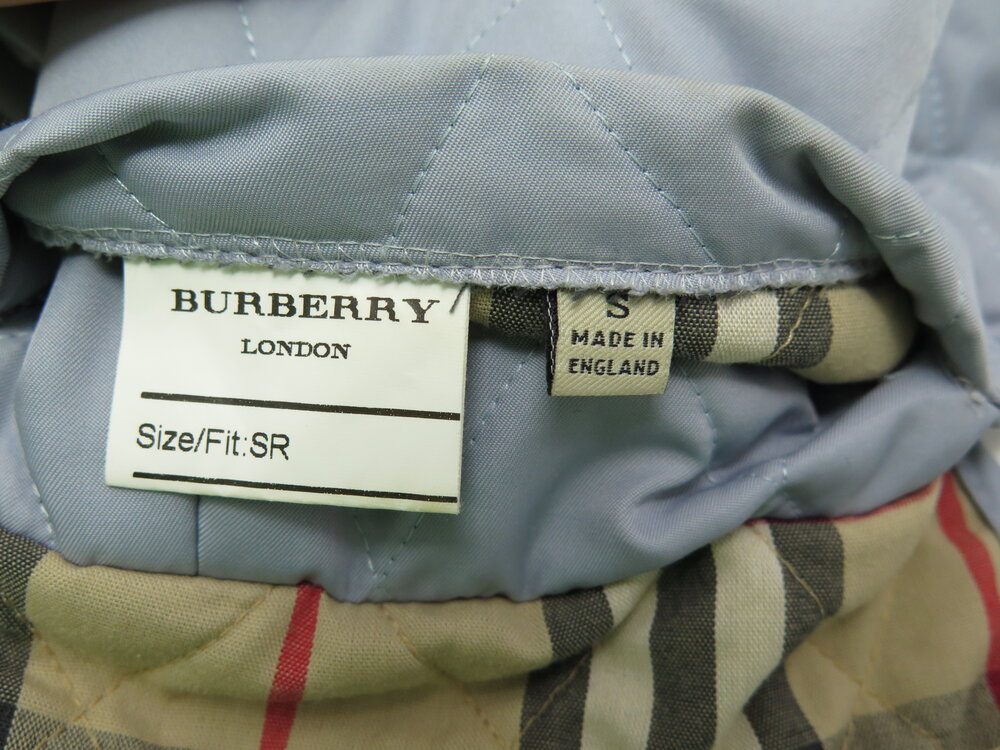 BURBERRY
LONDON
Size/Fit:SR
S
MADE IN
ENGLAND